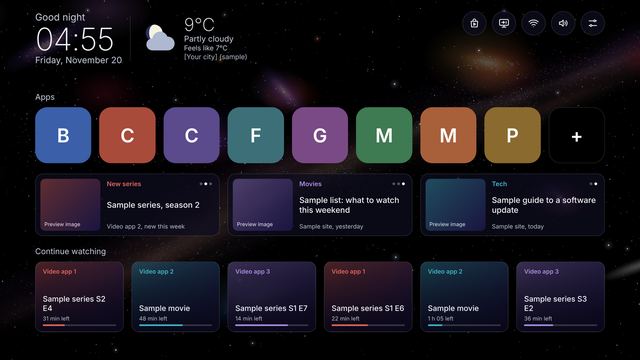 Good night
04:55
Friday, November 20
9°C
Partly cloudy
Feels like 7°C
[Your city] (sample)
Apps
B
C
C
F
G
M
M
P
+
New series
Sample series, season 2
Video app 2, new this week
Preview image
Movies
Sample list: what to watch
this weekend
Sample site, yesterday
Preview image
Tech
Sample guide to a software
update
Sample site, today
Preview image
Continue watching
Video app 1
Sample series S2
E4
31 min left
Video app 2
Sample movie
48 min left
Video app 3
Sample series S1 E7
14 min left
Video app 1
Sample series S1 E6
22 min left
Video app 2
Sample movie
1 h 05 left
Video app 3
Sample series S3
E2
36 min left